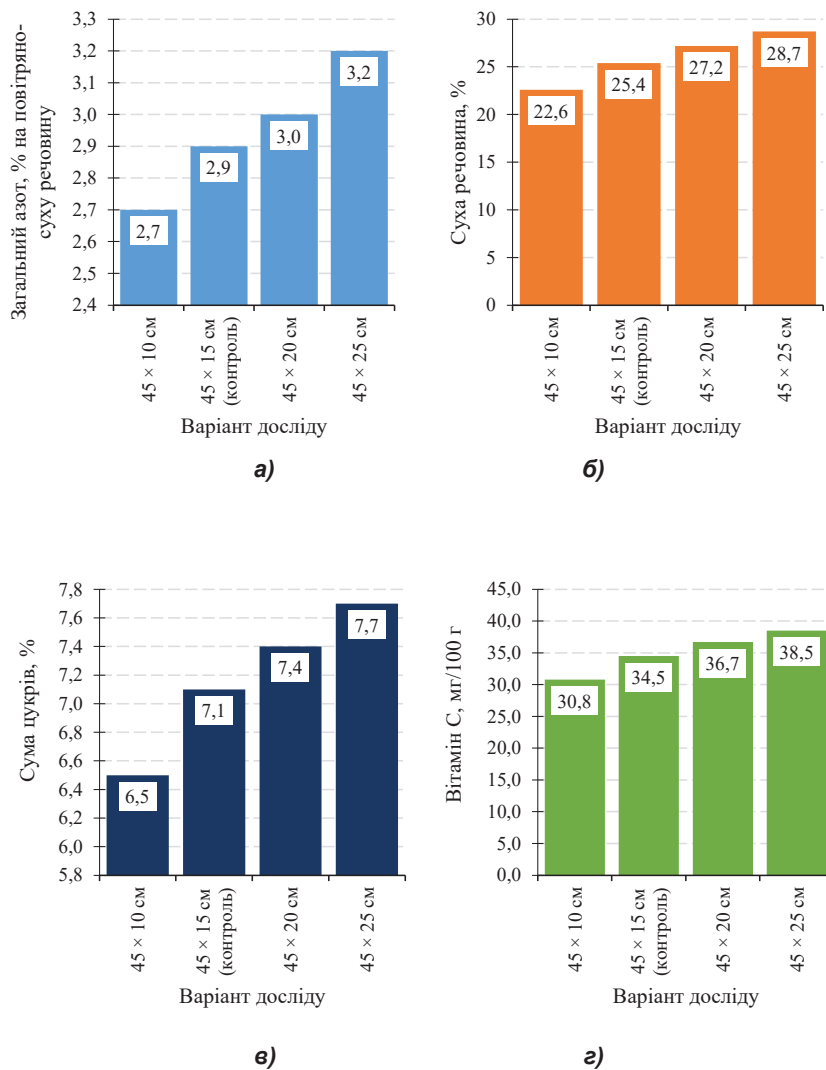 Загальний азот, % на повітряно-
суху речовину
3,3
3,2
3,1
3,0
2,9
2,8
2,7
2,6
2,5
2,4
2,7
2,9
3,0
3,2
45 × 10 см
45 × 15 см
(контроль)
45 × 20 см
45 × 25 см
Варіант досліду
а)
Суха речовина, %
30
25
20
15
10
5
0
22,6
25,4
27,2
28,7
45 × 10 см
45 × 15 см
(контроль)
45 × 20 см
45 × 25 см
Варіант досліду
б)
Сума цукрів, %
7,8
7,6
7,4
7,2
7,0
6,8
6,6
6,4
6,2
6,0
5,8
6,5
7,1
7,4
7,7
45 × 10 см
45 × 15 см
(контроль)
45 × 20 см
45 × 25 см
Варіант досліду
в)
Вітамін С, мг/100 г
45,0
40,0
35,0
30,0
25,0
20,0
15,0
10,0
5,0
0,0
30,8
34,5
36,7
38,5
45 × 10 см
45 × 15 см
(контроль)
45 × 20 см
45 × 25 см
Варіант досліду
г)